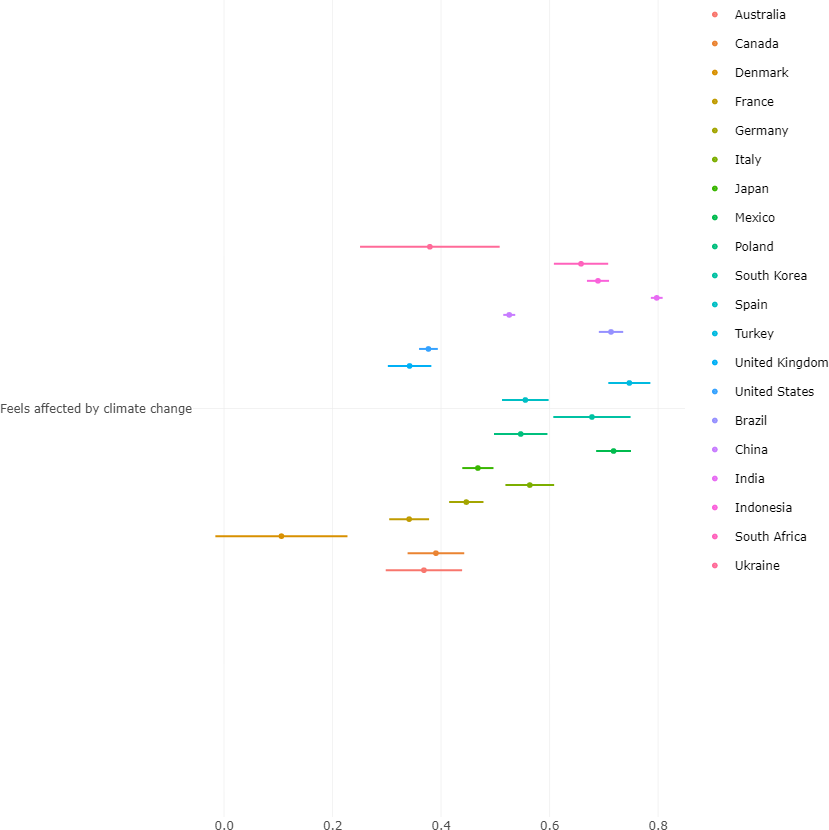 Australia
Canada
Denmark
France
Germany
Italy
Japan
Mexico
Poland
South Korea
Spain
Turkey
United Kingdom
United States
Brazil
China
India
Indonesia
South Africa
Ukraine
Feels affected by climate change
0.0 0.2 0.4 0.6 0.8